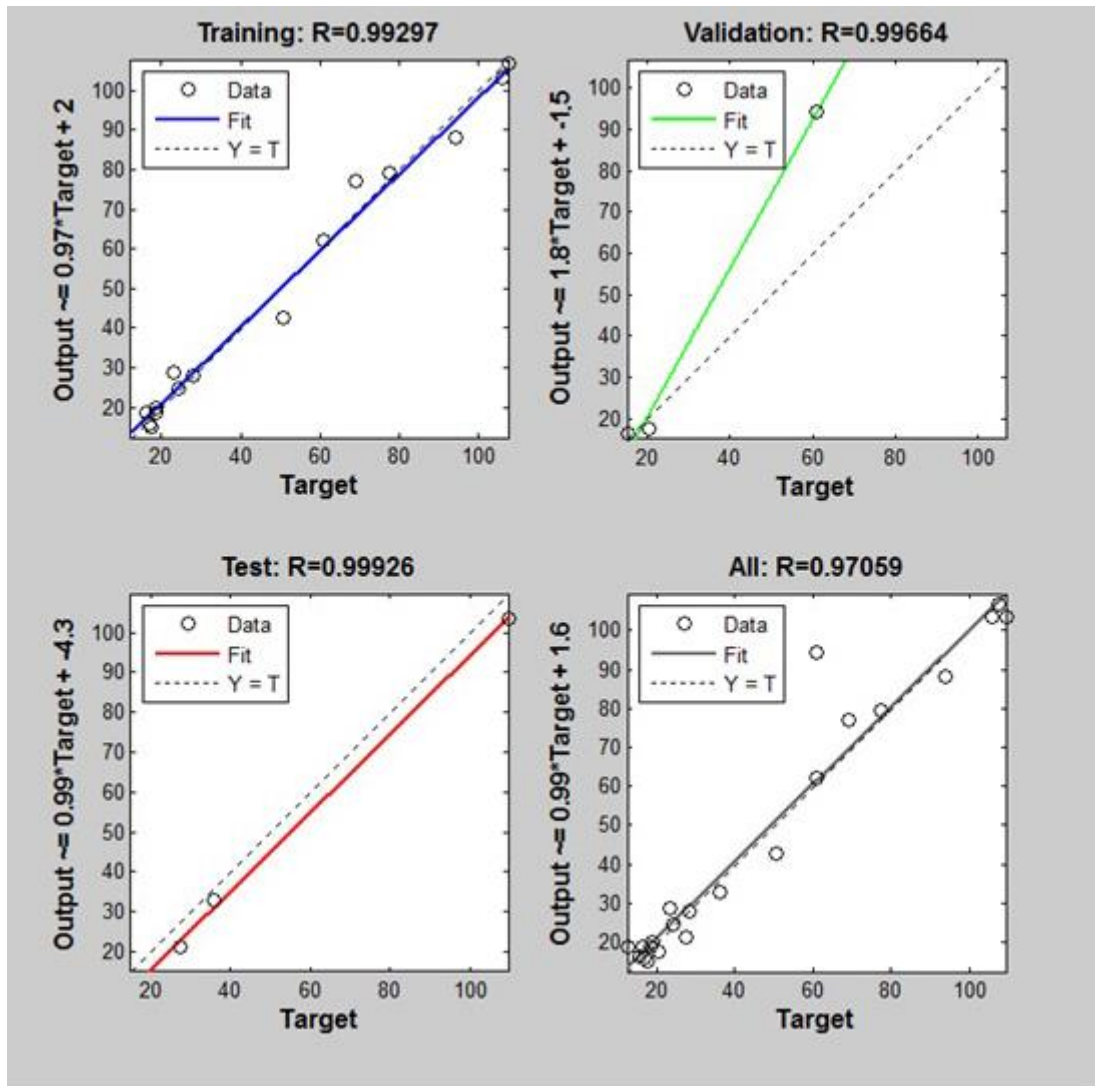 Training: R=0.99297
Output ~= 0.97*Target + 2
100
90
80
70
60
50
40
30
20
Data
Fit
Y = T
20 40 60 80 100
Target
Validation: R=0.99664
Output ~= 1.8*Target + -1.5
100
90
80
70
60
50
40
30
20
Data
Fit
Y = T
20 40 60 80 100
Target
Test: R=0.99926
Output ~= 0.99*Target + -4.3
100
90
80
70
60
50
40
30
20
Data
Fit
Y = T
20 40 60 80 100
Target
All: R=0.97059
Output ~= 0.99*Target + 1.6
100
90
80
70
60
50
40
30
20
Data
Fit
Y = T
20 40 60 80 100
Target